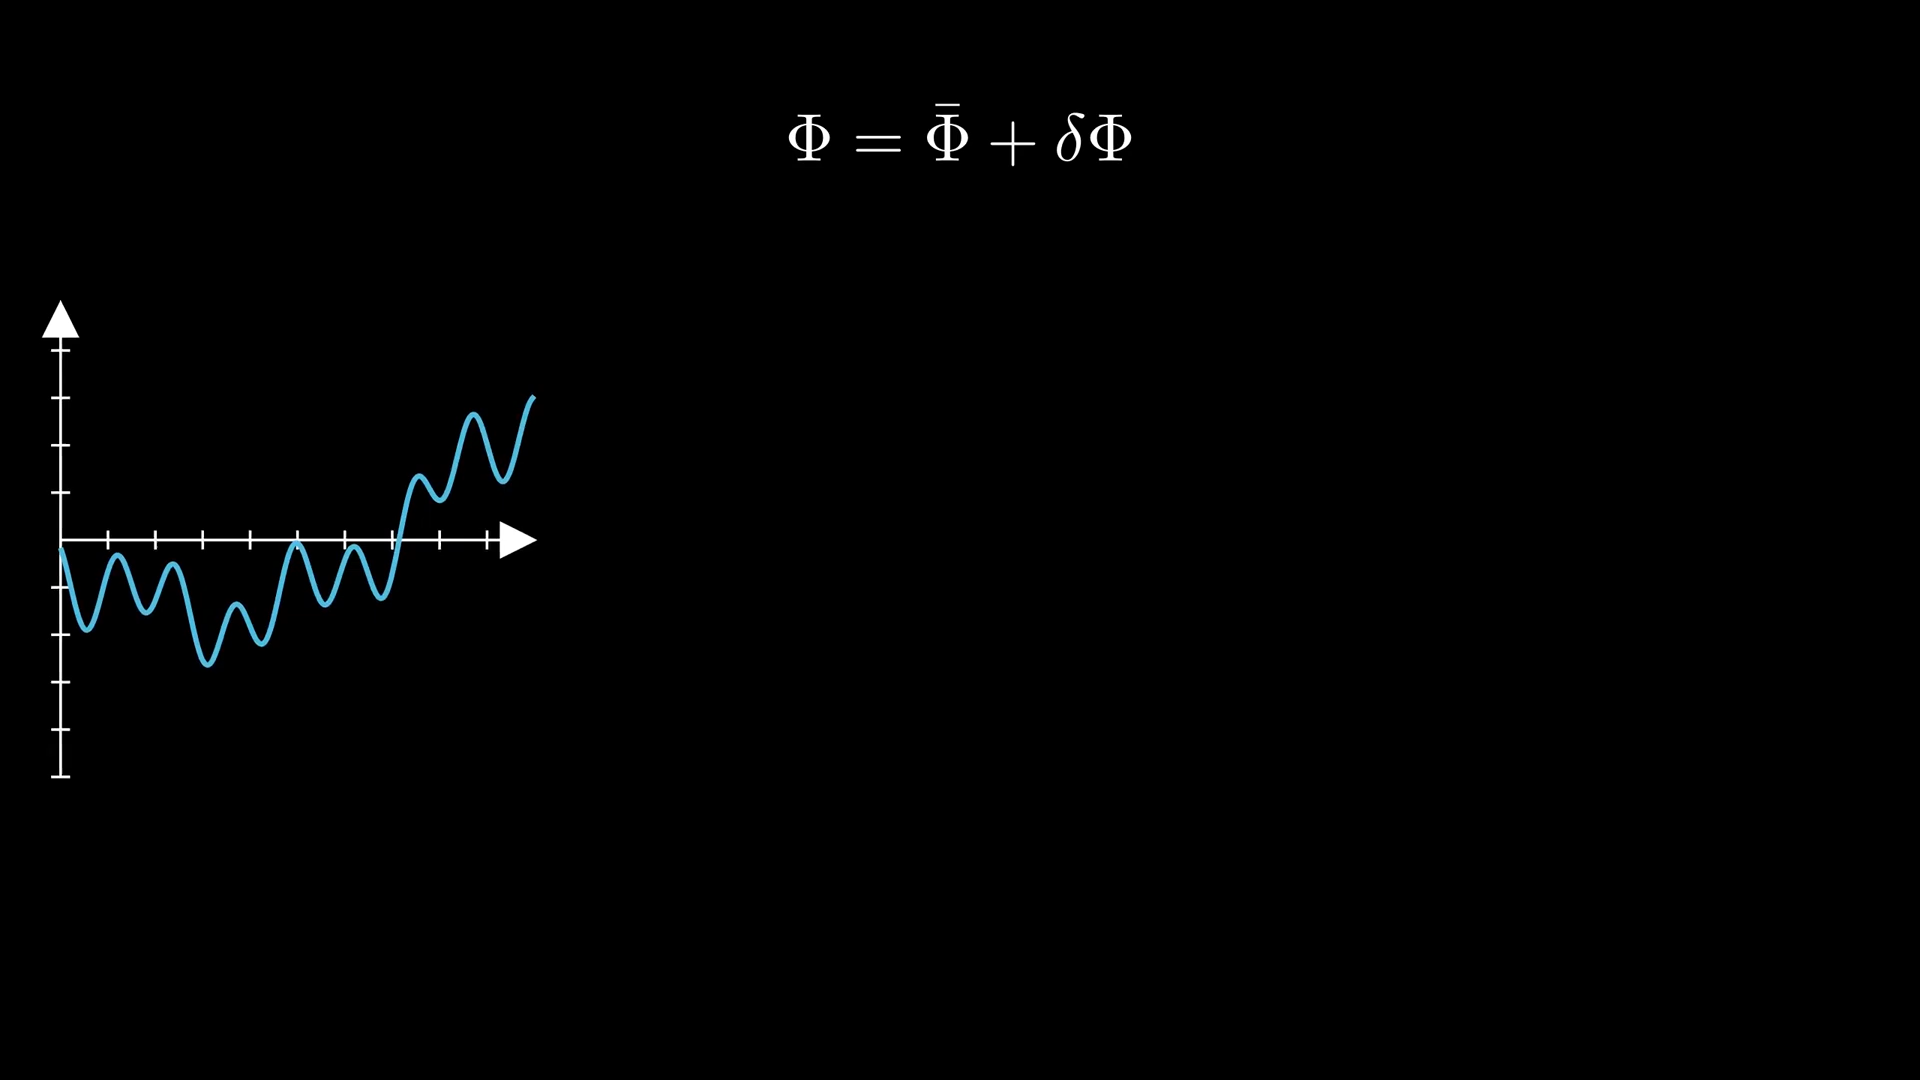 Φ = Φ̄ + δΦ